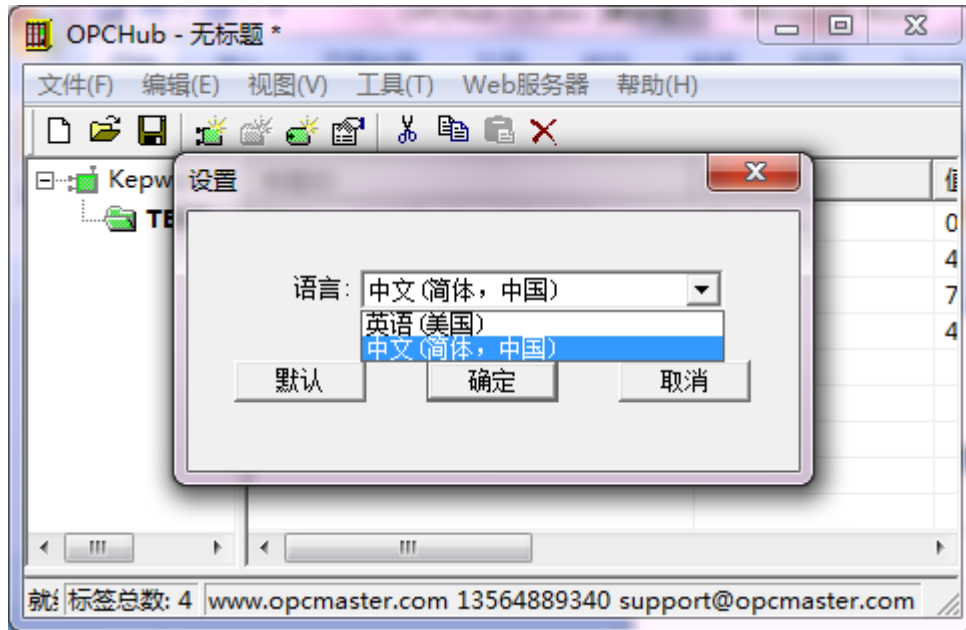 OPCHub - 无标题 *
文件(F) 编辑(E) 视图(V) 工具(T) Web服务器 帮助(H)
设置
Kepw
TE
语言: 中文(简体，中国)
英语(美国)
中文(简体，中国)
默认 确定 取消
0
4
7
4
标签总数: 4 www.opcmaster.com 13564889340 support@opcmaster.com